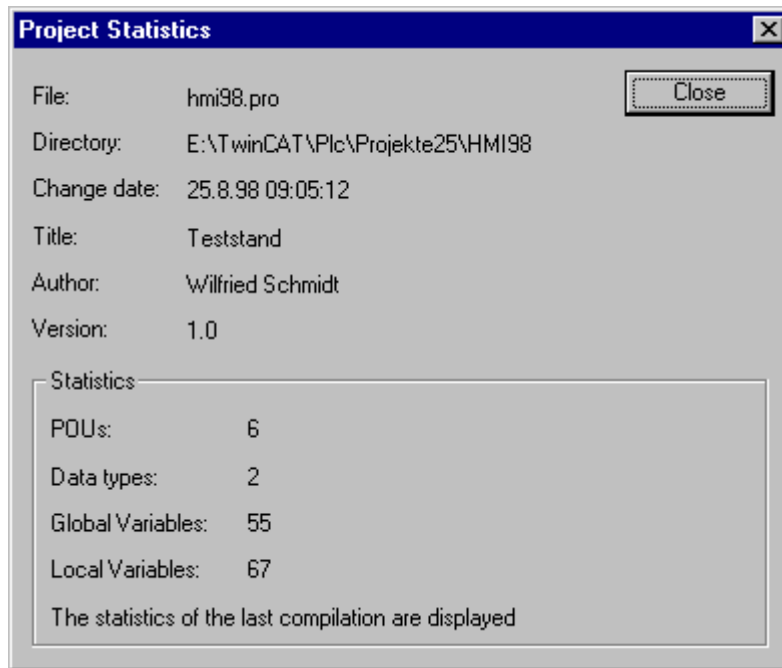 Project Statistics
File: hmi98.pro
Close
Directory: E:\TwinCAT\Plc\Projekte25\HMI98
Change date: 25.8.98 09:05:12
Title: Teststand
Author: Wilfried Schmidt
Version: 1.0
Statistics
POUs: 6
Data types: 2
Global Variables: 55
Local Variables: 67
The statistics of the last compilation are displayed